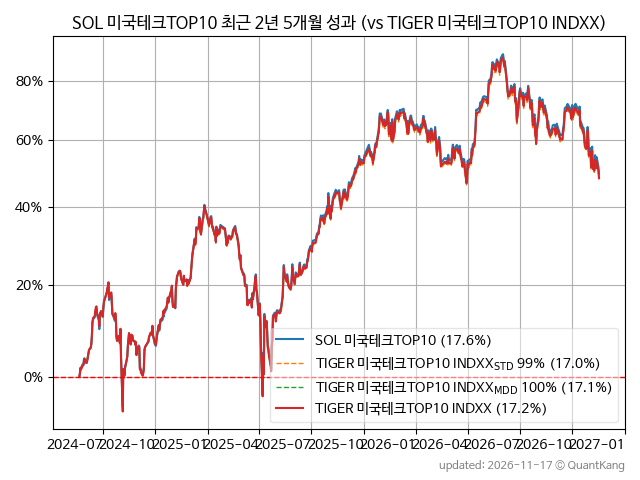 SOL 미국테크TOP10 최근 2년 5개월 성과 (vs TIGER 미국테크TOP10 INDXX)
80%
60%
40%
20%
0%
SOL 미국테크TOP10 (17.6%)
TIGER 미국테크TOP10 INDXX_STD 99% (17.0%)
TIGER 미국테크TOP10 INDXX_MDD 100% (17.1%)
TIGER 미국테크TOP10 INDXX (17.2%)
2024-07 2024-10 2025-01 2025-04 2025-07 2025-10 2026-01 2026-04 2026-07 2026-10 2027-01
updated: 2026-11-17 © QuantKang